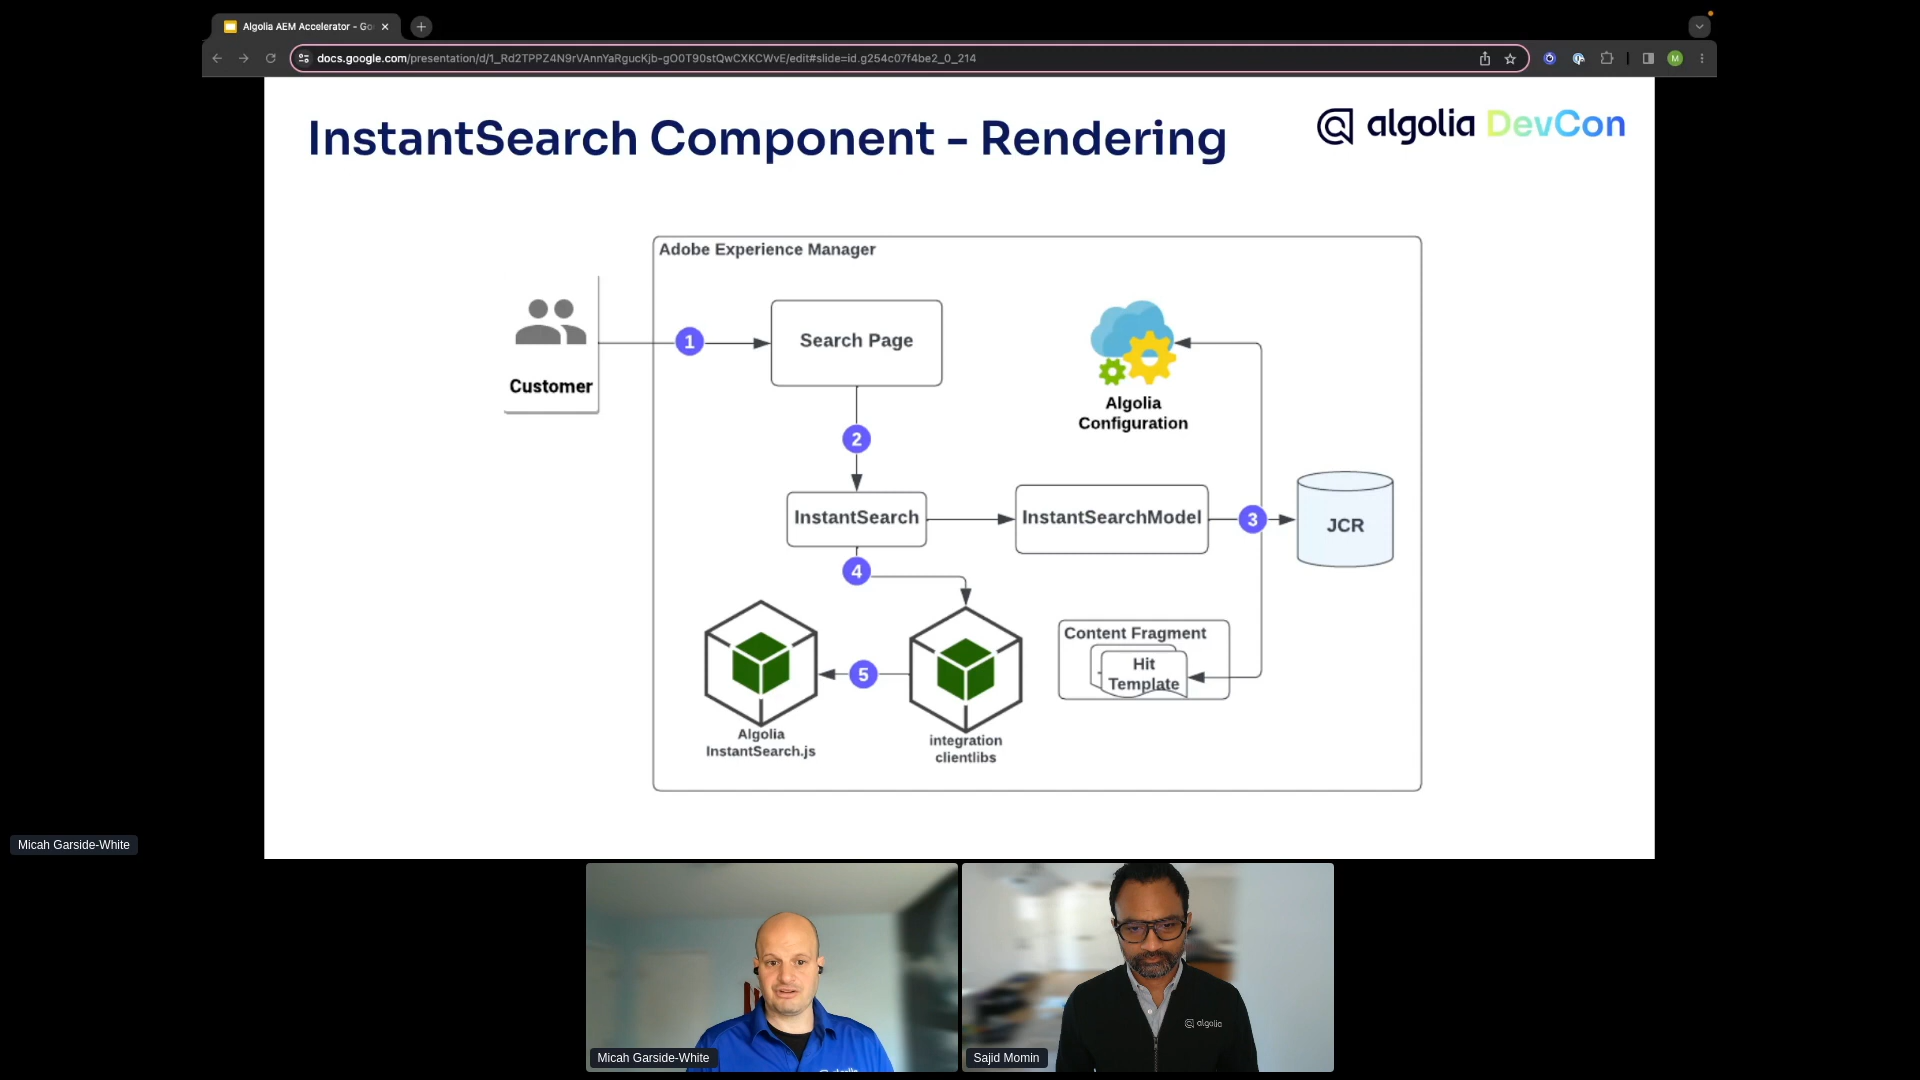 Algolia AEM Accelerator - Go
docs.google.com/presentation/d/1_Rd2TPPZ4N9rVAnnYaRgucKjb-gO0T90stQwCXKCWvE/edit#slide=id.g254c07f4be2_0_214
M
InstantSearch Component - Rendering
algolia DevCon
Adobe Experience Manager
Customer
1
Search Page
Algolia
Configuration
2
InstantSearch
InstantSearchModel
3
JCR
4
Content Fragment
Hit
Template
5
Algolia
InstantSearch.js
integration
clientlibs
Micah Garside-White
algolia
Micah Garside-White
Sajid Momin